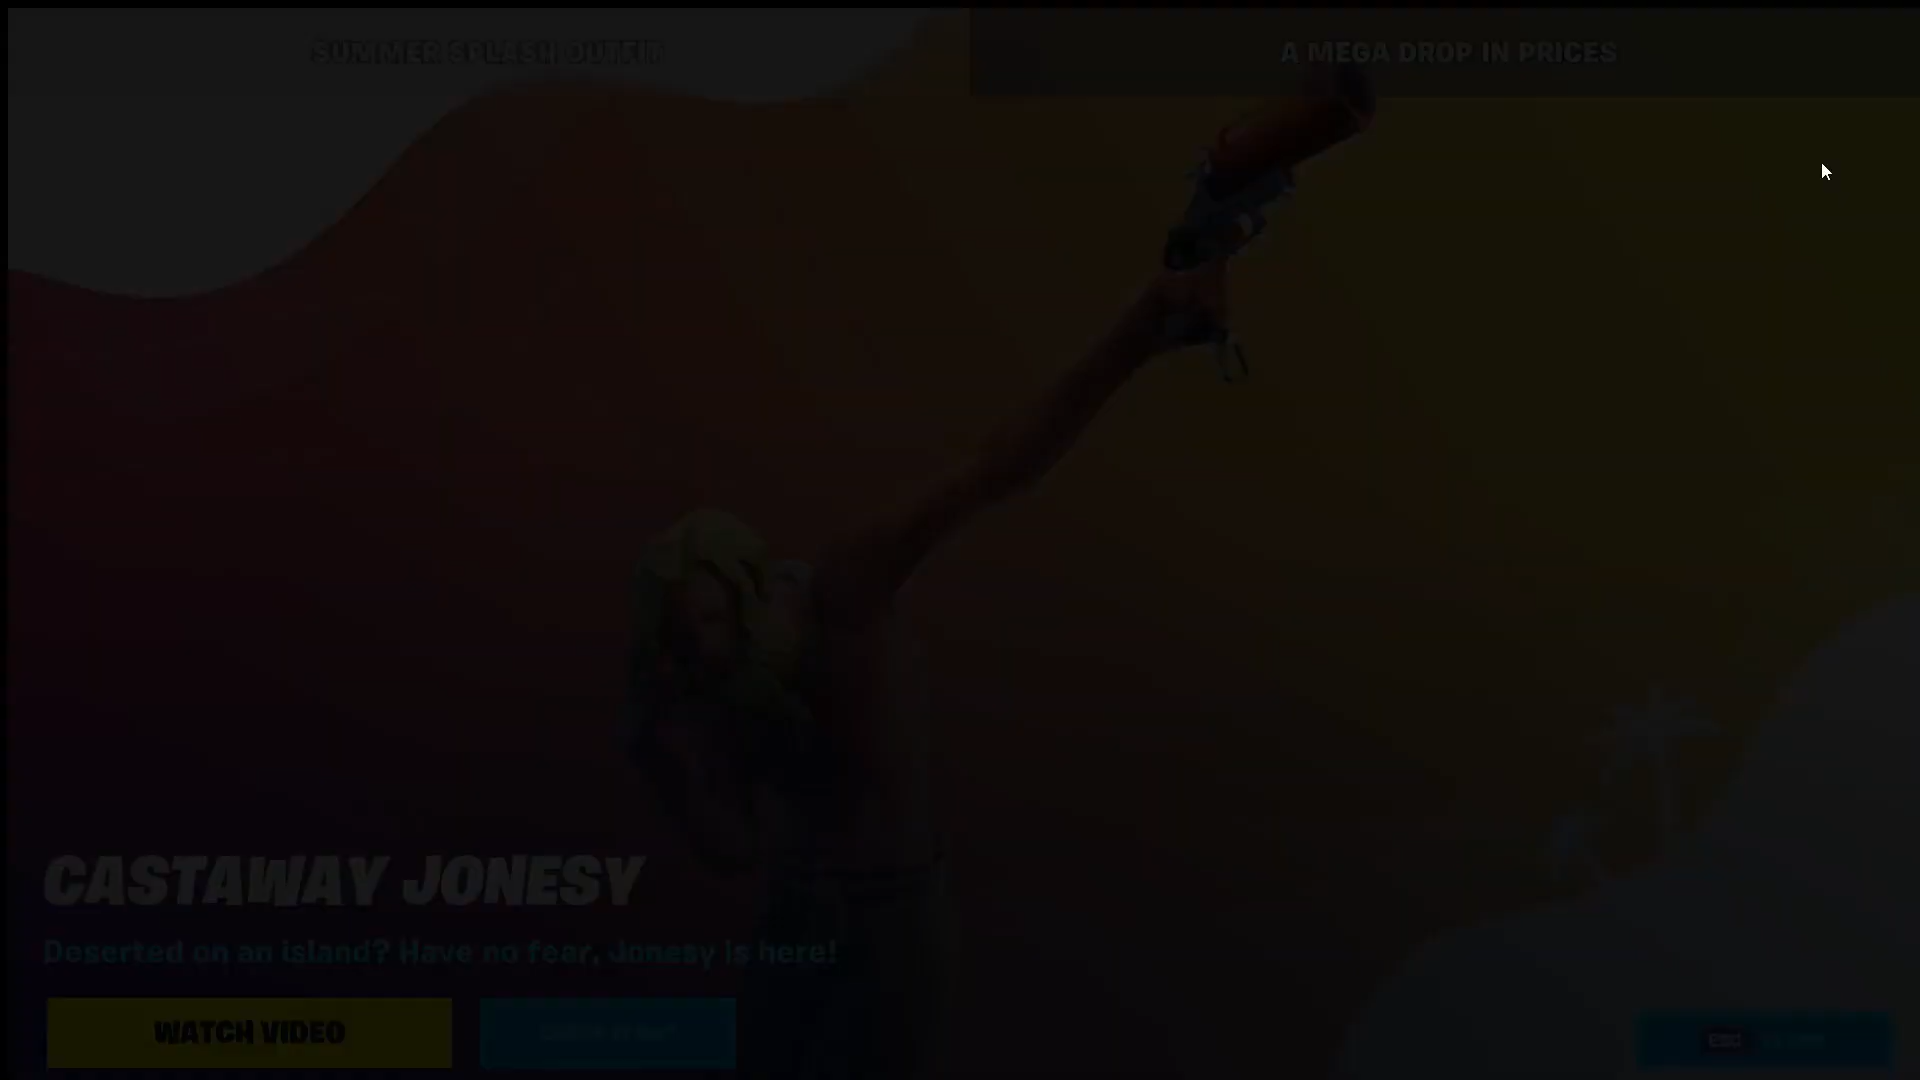 SUMMER SPLASH OUTFIT
A MEGA DROP IN PRICES
CASTAWAY JONESY
Deserted on an island? Have no fear, Jonesy is here!
WATCH VIDEO
ESC